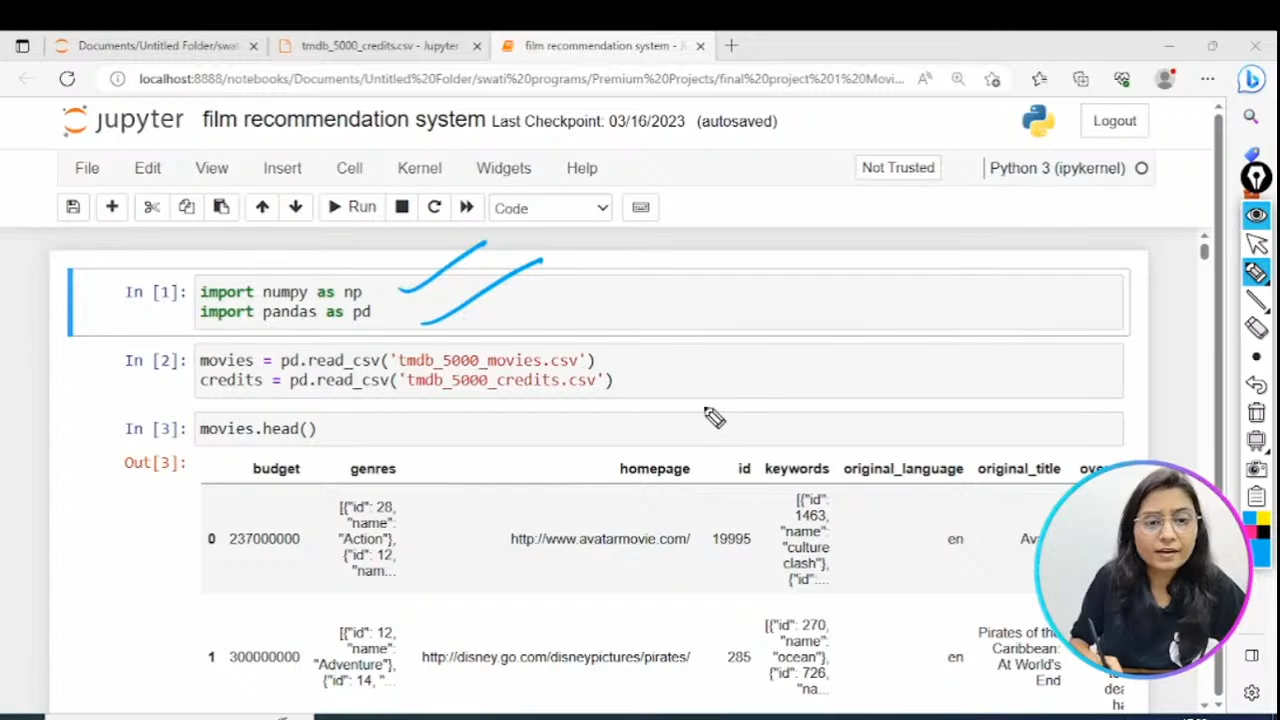 Documents/Untitled Folder/swat
tmdb_5000_credits.csv - Jupyter
film recommendation system - J
localhost:8888/notebooks/Documents/Untitled%20Folder/swati%20programs/Premium%20Projects/final%20project%201%20Movi...
jupyter film recommendation system Last Checkpoint: 03/16/2023 (autosaved)
Logout
File Edit View Insert Cell Kernel Widgets Help
Not Trusted
Python 3 (ipykernel)
Run
Code
In [1]: import numpy as np
import pandas as pd
In [2]: movies = pd.read_csv('tmdb_5000_movies.csv')
credits = pd.read_csv('tmdb_5000_credits.csv')
In [3]: movies.head()
Out[3]:
budget genres homepage id keywords original_language original_title
0 237000000
[{"id": 28,
"name":
"Action"},
{"id": 12,
"nam...
http://www.avatarmovie.com/
19995
[{"id":
1463,
"name":
"culture
clash"},
{"id":...
en
Ava
1 300000000
[{"id": 12,
"name":
"Adventure"},
{"id": 14, "...
http://disney.go.com/disneypictures/pirates/
285
[{"id": 270,
"name":
"ocean"},
{"id": 726,
"na...
en
Pirates of the
Caribbean:
At World's
End
dea
ha